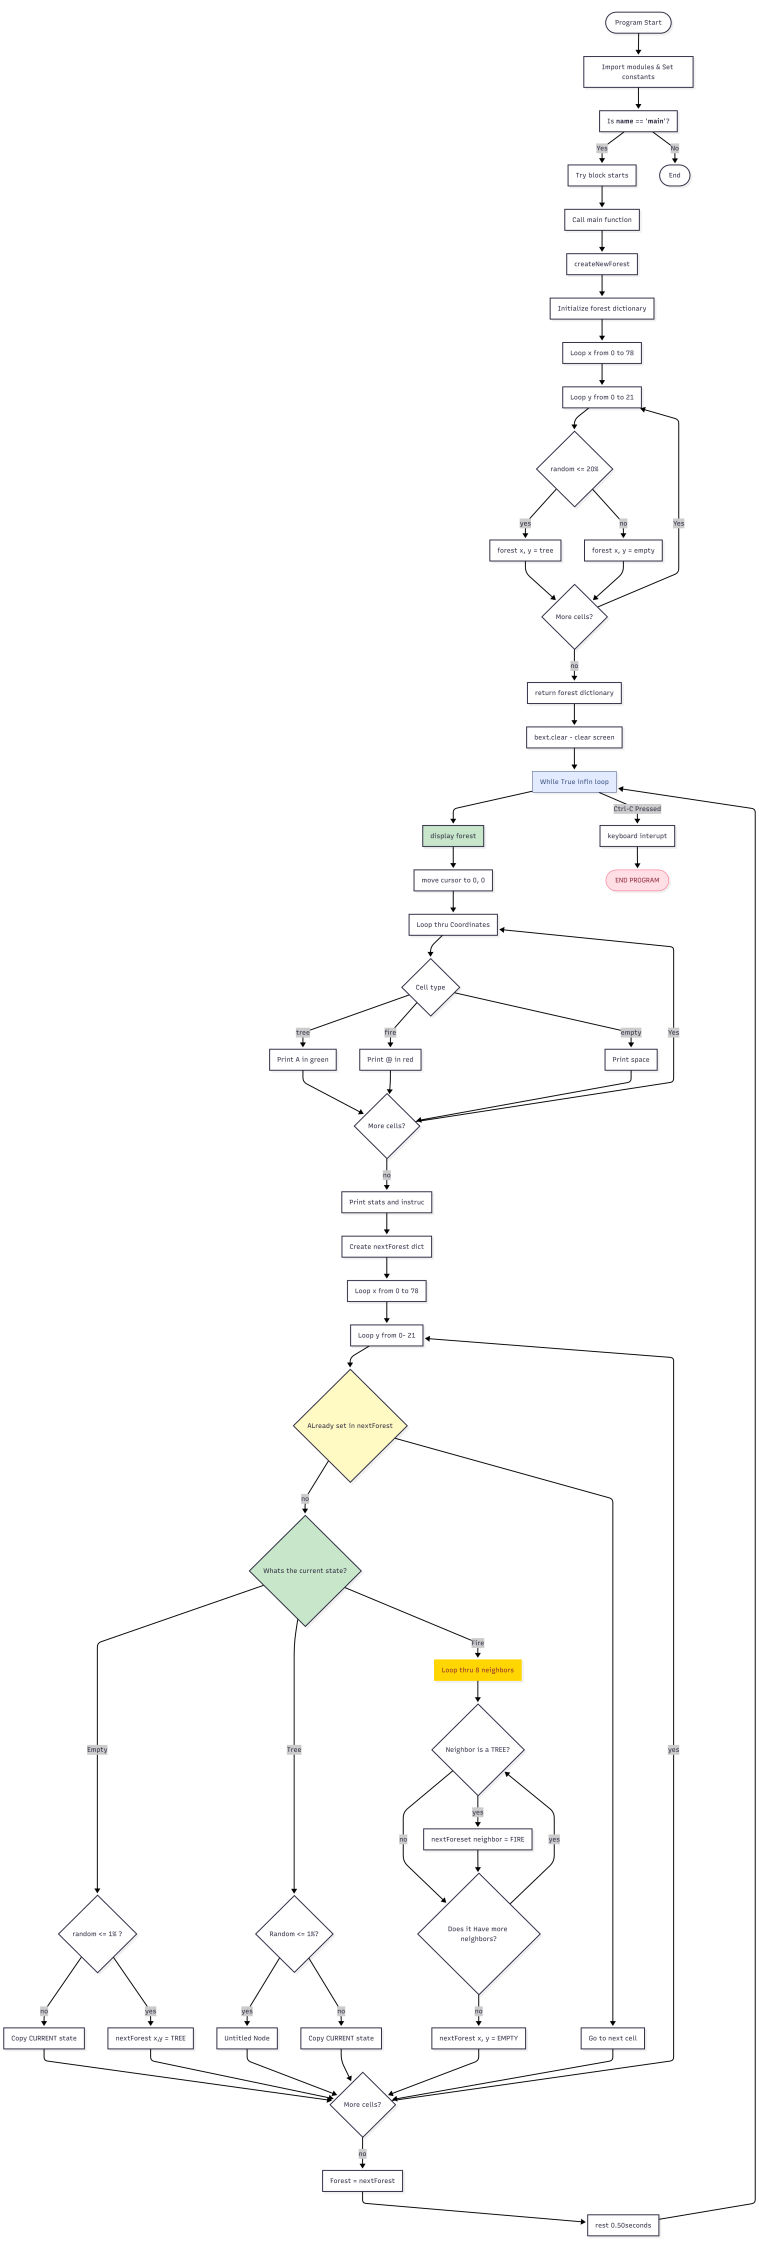 Program Start
Import modules & Set
constants
Is name == 'main'?
Yes
No
Try block starts
End
Call main function
createNewForest
Initialize forest dictionary
Loop x from 0 to 78
Loop y from 0 to 21
random <= 20%
yes
no
Yes
forest x, y = tree
forest x, y = empty
More cells?
no
return forest dictionary
bext.clear - clear screen
While True infin loop
Ctrl-C Pressed
display forest
keyboard interupt
move cursor to 0, 0
END PROGRAM
Loop thru Coordinates
Cell type
tree
fire
empty
Yes
Print A in green
Print @ in red
Print space
More cells?
no
Print stats and instruc
Create nextForest dict
Loop x from 0 to 78
Loop y from 0- 21
ALready set in nextForest
no
Whats the current state?
Fire
Loop thru 8 neighbors
Neighbor is a TREE?
Empty
Tree
yes
yes
no
nextForeset neighbor = FIRE
yes
random <= 1% ?
Random <= 1%?
Does it Have more
neighbors?
no
yes
yes
no
no
Copy CURRENT state
nextForest x,y = TREE
Untitled Node
Copy CURRENT state
nextForest x, y = EMPTY
Go to next cell
More cells?
no
Forest = nextForest
rest 0.50seconds